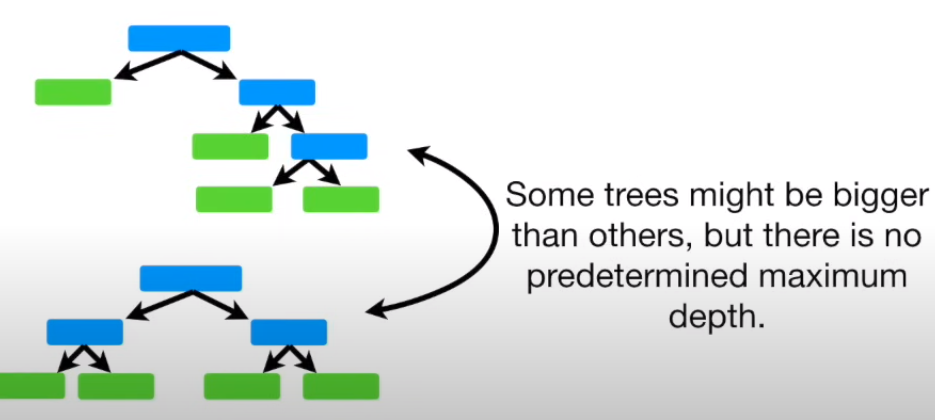 Some trees might be bigger
than others, but there is no
predetermined maximum
depth.